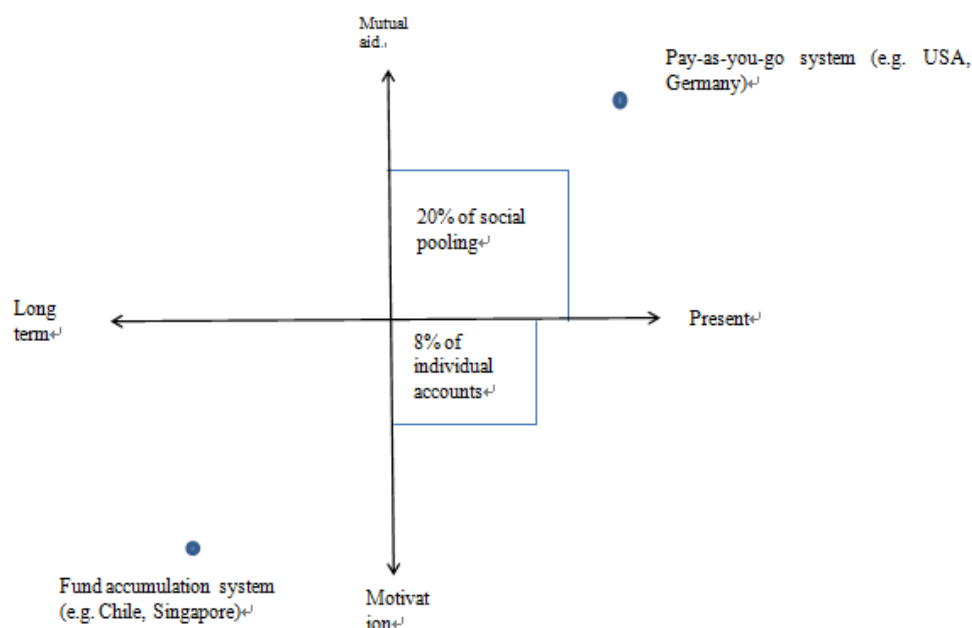 Mutual
aid.
Pay-as-you-go system (e.g. USA,
Germany)↵
20% of social
pooling↵
Long
term↵
Present↵
8% of
individual
accounts↵
Fund accumulation system
(e.g. Chile, Singapore)↵
Motivat
ion↵